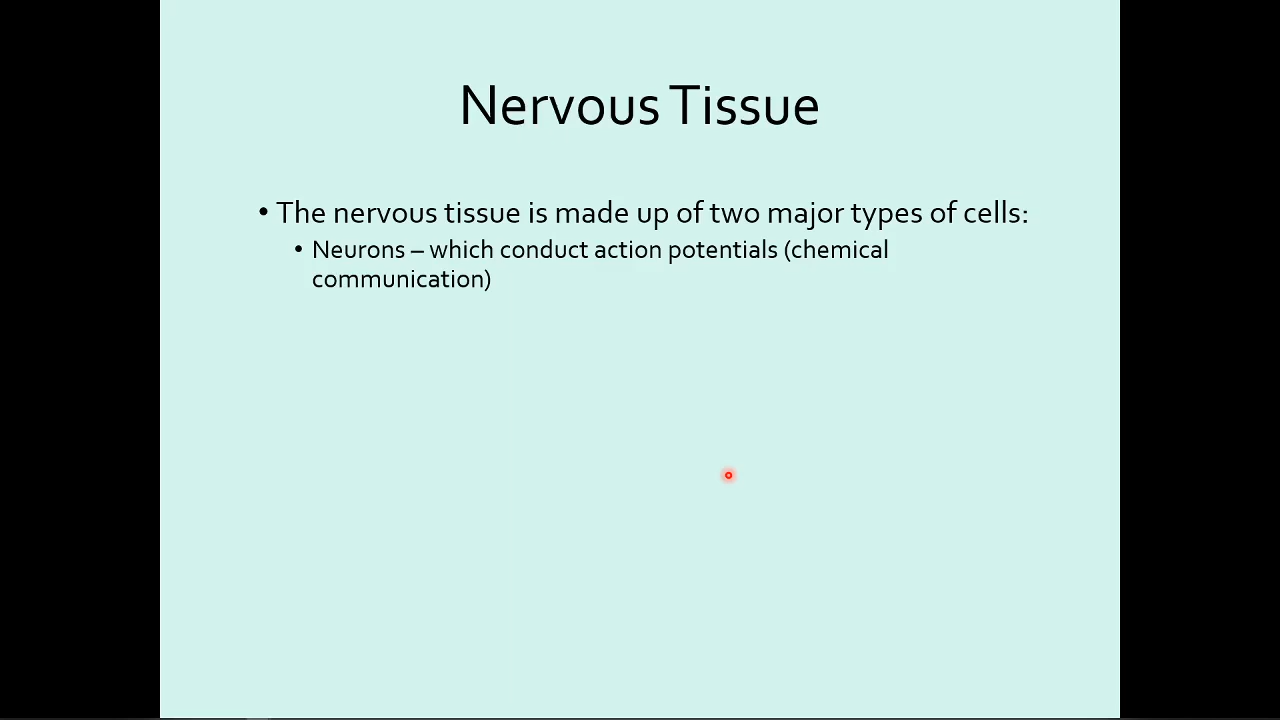 Nervous Tissue
• The nervous tissue is made up of two major types of cells:
• Neurons – which conduct action potentials (chemical
communication)